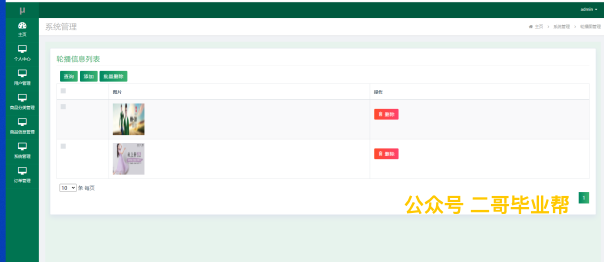 admin
系统管理
主页 > 系统管理 > 轮播图管理
主页
个人中心
用户管理
商品分类管理
商品信息管理
系统管理
订单管理
轮播信息列表
查询 添加 批量删除
图片 操作
删除
删除
10 条 每页
1
公众号 二哥毕业帮